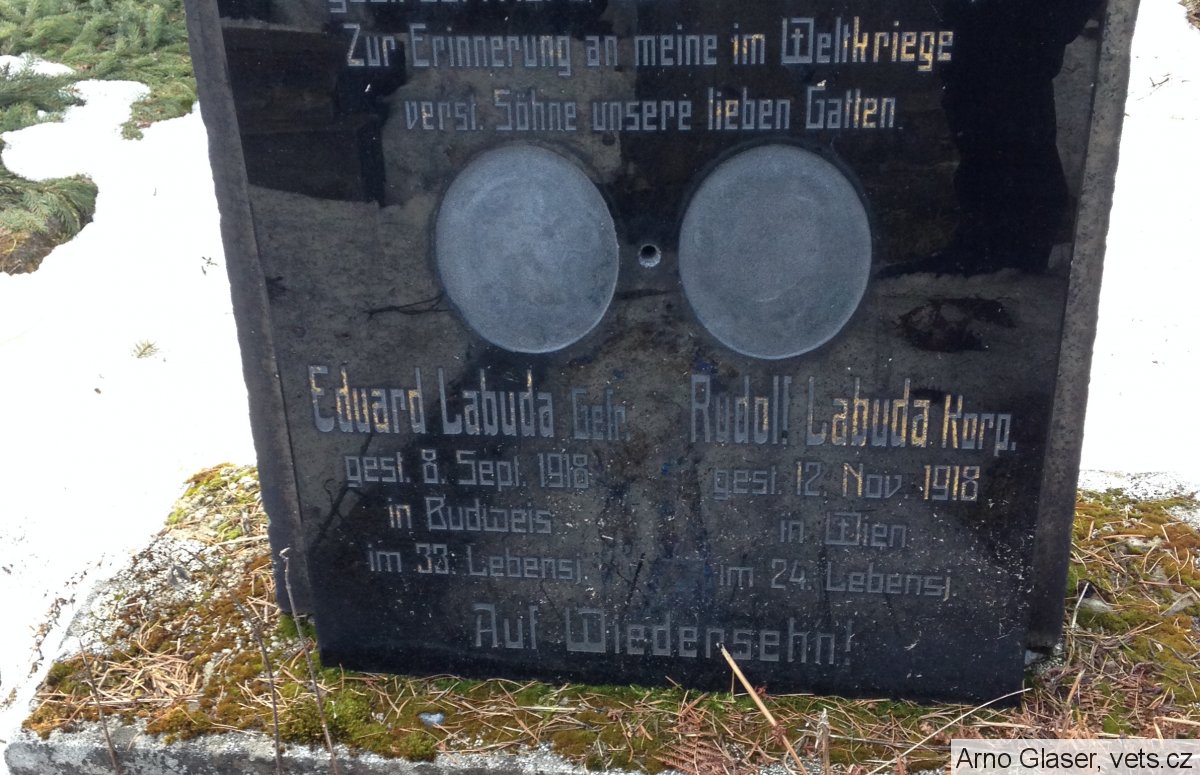 Zur Erinnerung an meine im Weltkriege
verst. Söhne unsere lieben Gatten.
Eduard Labuda Gefr.
gest. 8. Sept. 1918
in Budweis
im 33. Lebensj.
Rudolf Labuda Korp.
gest. 12. Nov. 1918
in Wien
im 24. Lebensj.
Auf Wiedersehn!
Arno Glaser, vets.cz